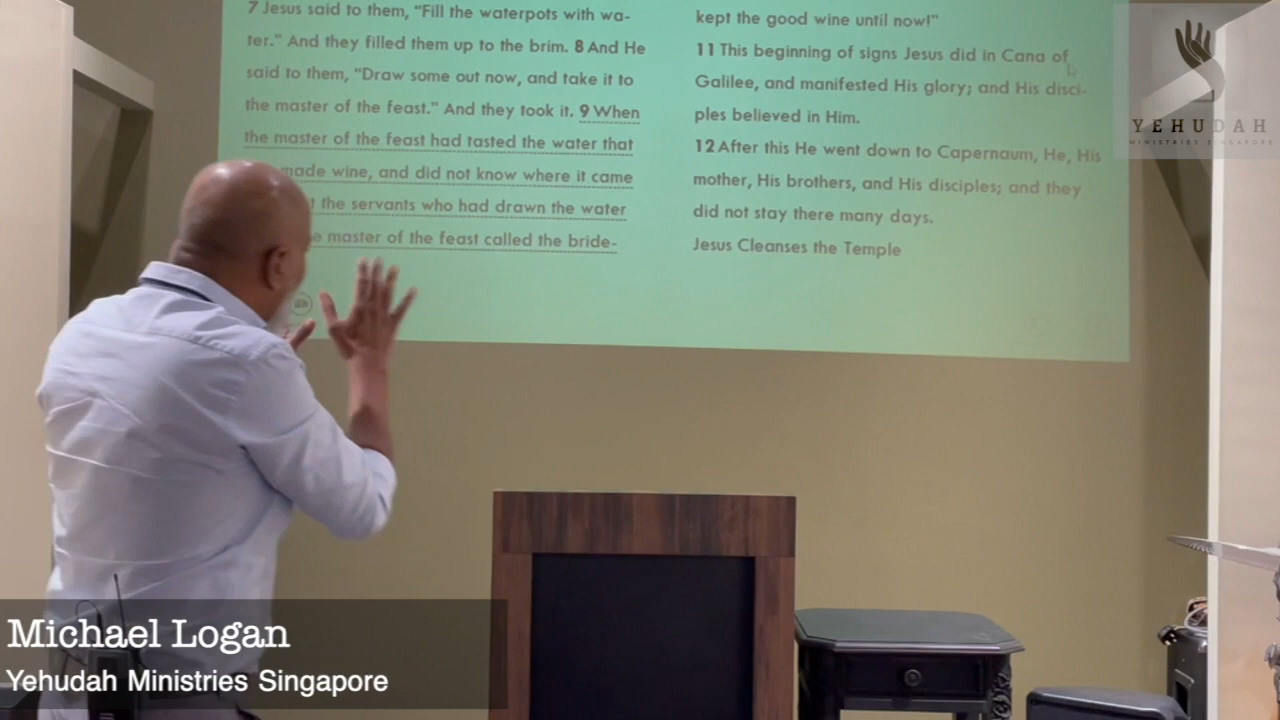 7 Jesus said to them, “Fill the waterpots with wa-
ter.” And they filled them up to the brim. 8 And He
said to them, “Draw some out now, and take it to
the master of the feast.” And they took it. 9 When
the master of the feast had tasted the water that
made wine, and did not know where it came
the servants who had drawn the water
master of the feast called the bride-
kept the good wine until now!”
11 This beginning of signs Jesus did in Cana of
Galilee, and manifested His glory; and His disci-
ples believed in Him.
12 After this He went down to Capernaum, He, His
mother, His brothers, and His disciples; and they
did not stay there many days.
Jesus Cleanses the Temple
YEHUDAH
MINISTRIES SINGAPORE
Michael Logan
Yehudah Ministries Singapore